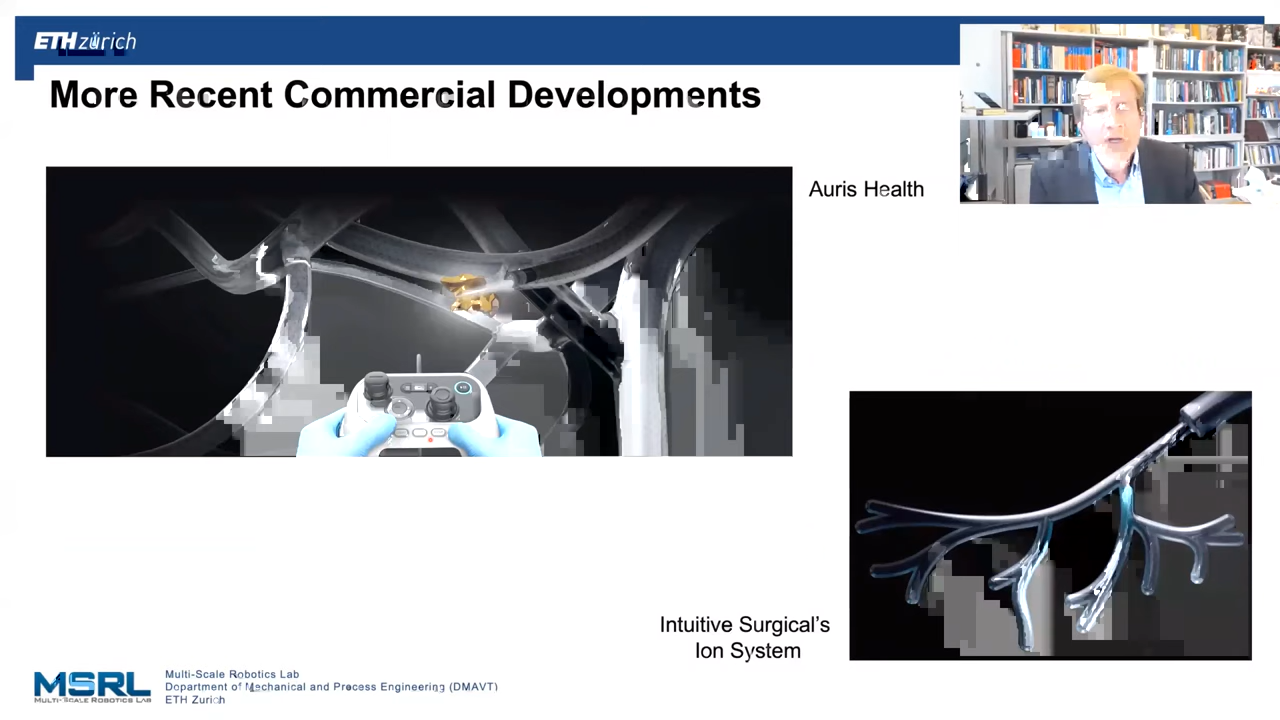 ETH zürich
More Recent Commercial Developments
Auris Health
Intuitive Surgical's
Ion System
MSRL
MULTI-SCALE ROBOTICS LAB
Multi-Scale Robotics Lab
Department of Mechanical and Process Engineering (DMAVT)
ETH Zurich